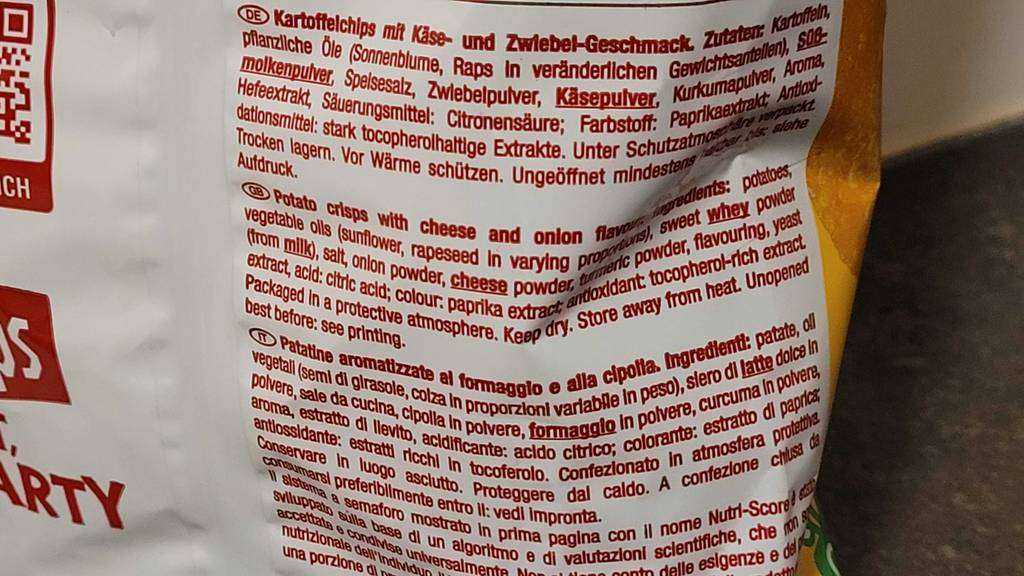 DE Kartoffelchips mit Käse- und Zwiebel-Geschmack. Zutaten: Kartoffeln,
pflanzliche Öle (Sonnenblume, Raps in veränderlichen Gewichtsanteilen), Süß-
molkenpulver, Speisesalz, Zwiebelpulver, Käsepulver, Kurkumapulver, Aroma,
Hefeextrakt, Säuerungsmittel: Citronensäure; Farbstoff: Paprikaextrakt; Antioxi-
dationsmittel: stark tocopherolhaltige Extrakte. Unter Schutzatmosphäre verpackt.
Trocken lagern. Vor Wärme schützen. Ungeöffnet mindestens siehe
Aufdruck.
GB Potato crisps with cheese and onion ingredients: potatoes,
vegetable oils (sunflower, rapeseed in varying proportions), sweet whey powder
(from milk), salt, onion powder, cheese powder, turmeric powder, flavouring, yeast
extract, acid: citric acid; colour: paprika extract; antioxidant: tocopherol-rich extract.
Packaged in a protective atmosphere. Keep dry. Store away from heat. Unopened
best before: see printing.
IT Patatine aromatizzate al formaggio e alla cipolla. Ingredienti: patate, oli
vegetali (semi di girasole, colza in proporzioni variabile in peso), siero di latte dolce in
polvere, sale da cucina, cipolla in polvere, formaggio in polvere, curcuma in polvere,
aroma, estratto di lievito, acidificante: acido citrico; colorante: estratto di paprica;
antiossidante: estratti ricchi in tocoferolo. Confezionato in atmosfera protattiva.
Conservare in luogo asciutto. Proteggere dal caldo. A confezione chiusa da
consumarsi preferibilmente entro il: vedi impronta.
Il sistema a semaforo mostrato in prima pagina con il nome Nutri-Score è
sviluppato sulla base di un algoritmo e di valutazioni scientifiche, che non
accettate e condivise universalmente. Non tiene conto delle esigenze e
nutrizionale dell'individuo
una porzione di
ICH
OS
ARTY